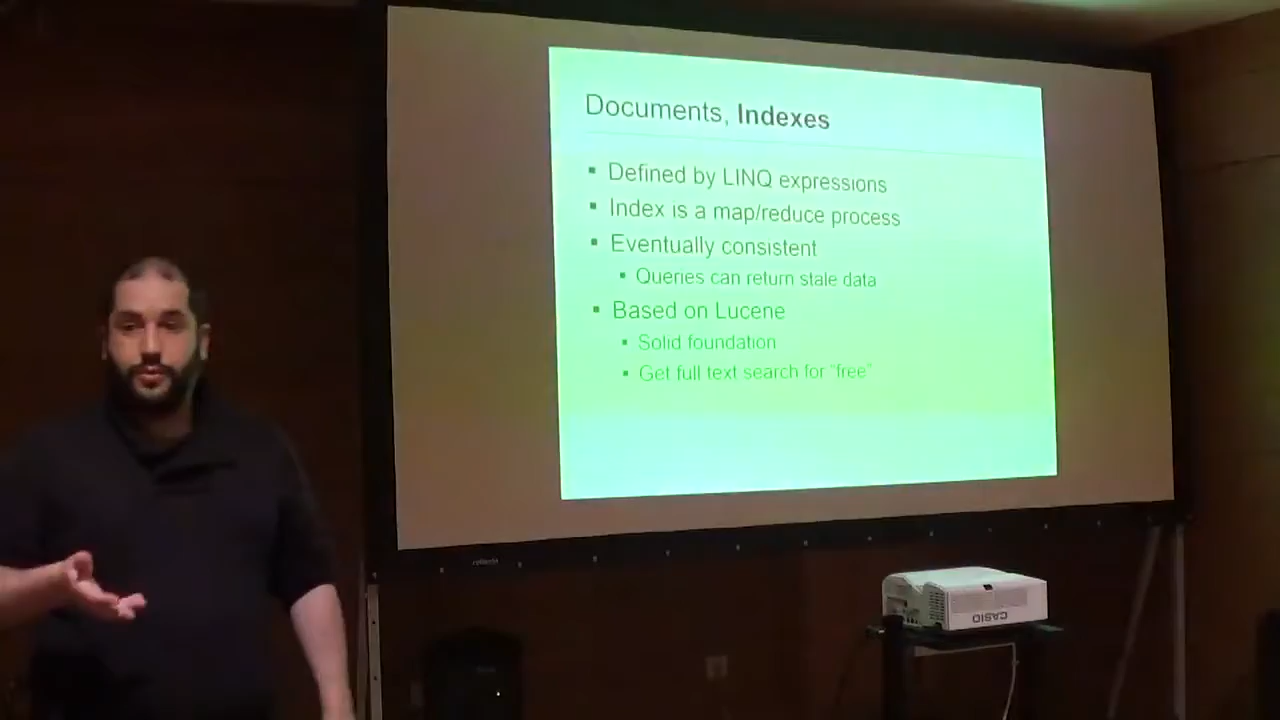 Documents, Indexes
Defined by LINQ expressions
Index is a map/reduce process
Eventually consistent
Queries can return stale data
Based on Lucene
Solid foundation
Get full text search for "free"
CASIO